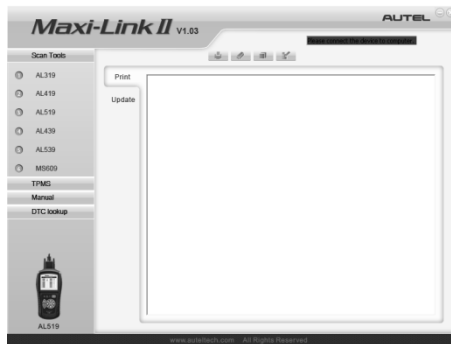 Maxi-Link II V1.03
AUTEL
Please connect the device to computer
Scan Tools
AL319
AL419
AL519
AL439
AL539
MS609
TPMS
Manual
DTC lookup
Print
Update
AL519
www.auteltech.com All Rights Reserved